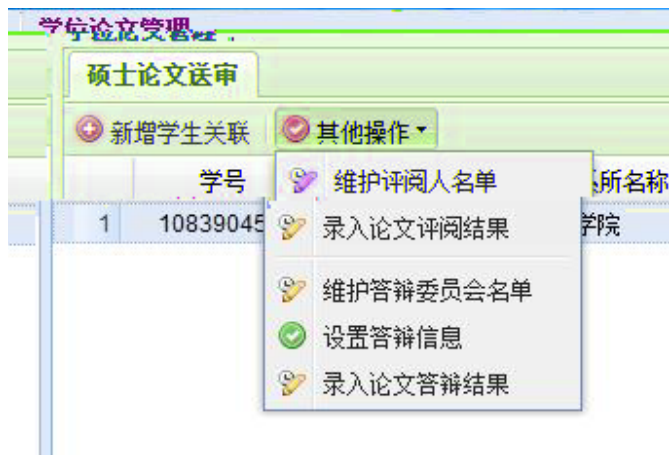 学位论文管理
硕士论文送审
新增学生关联 其他操作
学号 所名称
1 10839045 学院
维护评阅人名单
录入论文评阅结果
维护答辩委员会名单
设置答辩信息
录入论文答辩结果